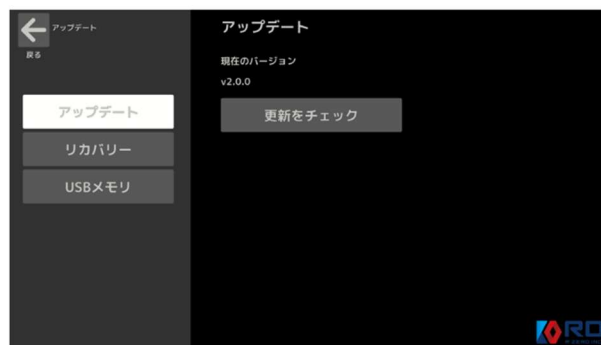 アップデート
戻る
アップデート
リカバリー
USBメモリ
アップデート
現在のバージョン
v2.0.0
更新をチェック